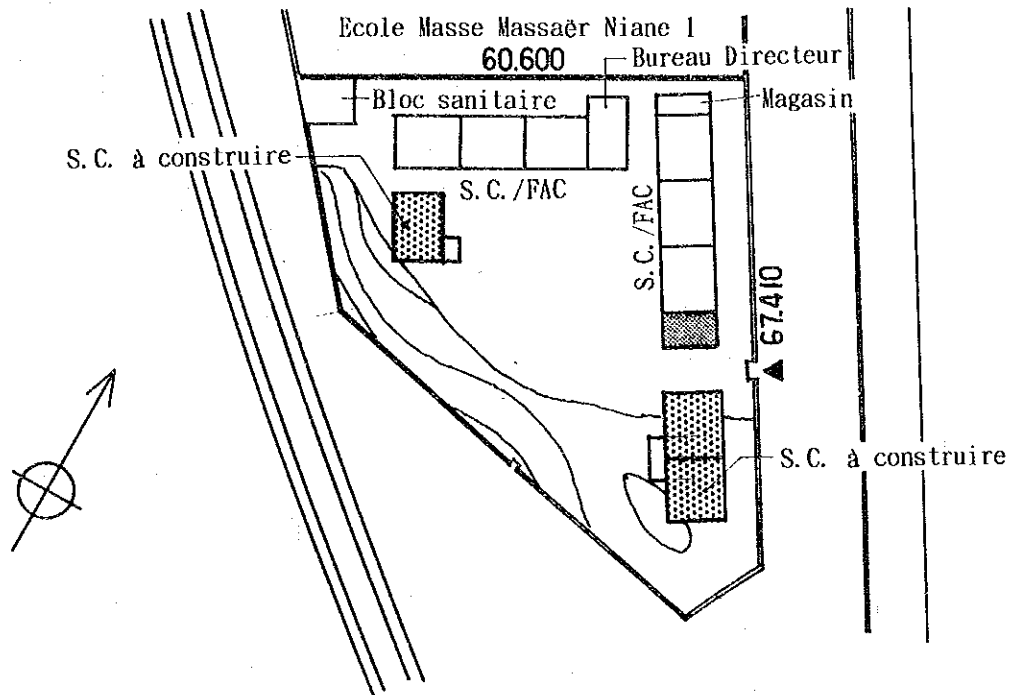 Ecole Masse Massaër Niane 1
60.600
Bureau Directeur
Bloc sanitaire
Magasin
S.C. à construire
S.C./FAC
S.C./FAC
67.410
S.C. à construire